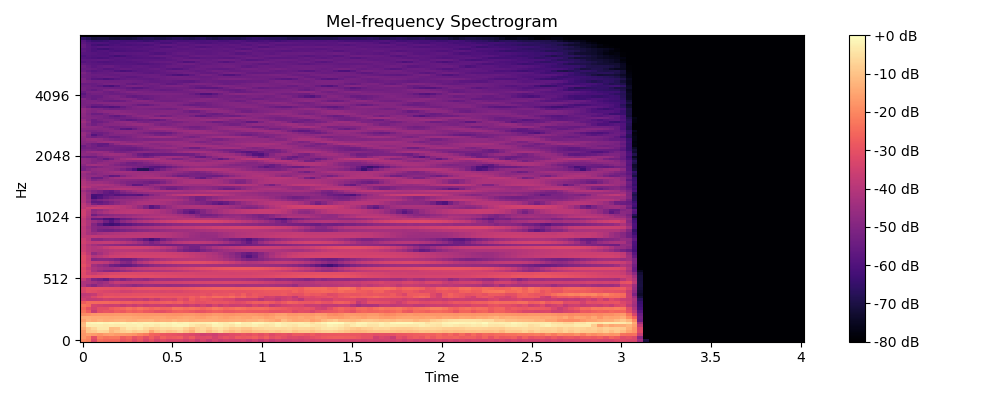 Mel-frequency Spectrogram
Hz
4096
2048
1024
512
0
0
0.5
1
1.5
2
2.5
3
3.5
4
Time
+0 dB
-10 dB
-20 dB
-30 dB
-40 dB
-50 dB
-60 dB
-70 dB
-80 dB